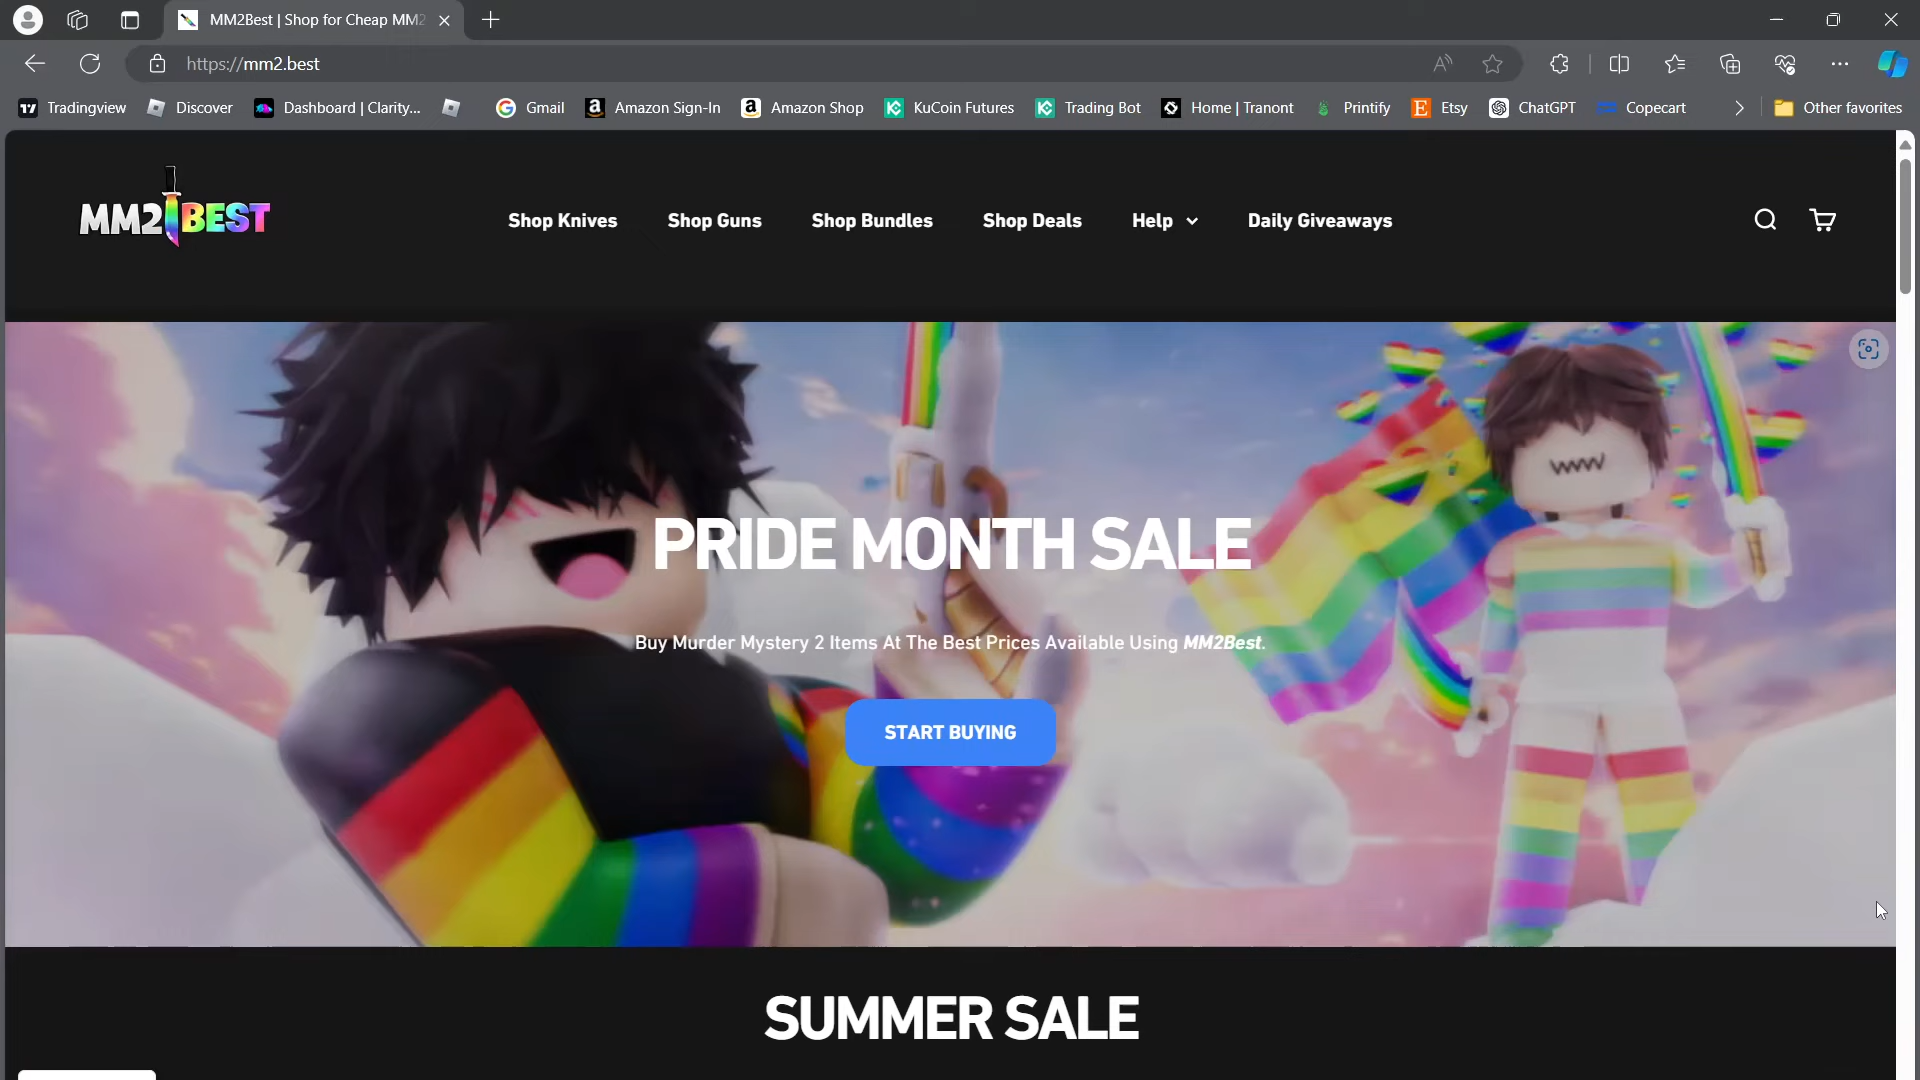 MM2Best | Shop for Cheap MM2
https://mm2.best
Tradingview
Discover
Dashboard | Clarity...
Gmail
Amazon Sign-In
Amazon Shop
KuCoin Futures
Trading Bot
Home | Tranont
Printify
Etsy
ChatGPT
Copecart
Other favorites
MM2 BEST
Shop Knives
Shop Guns
Shop Bundles
Shop Deals
Help
Daily Giveaways
PRIDE MONTH SALE
Buy Murder Mystery 2 Items At The Best Prices Available Using MM2Best.
START BUYING
SUMMER SALE